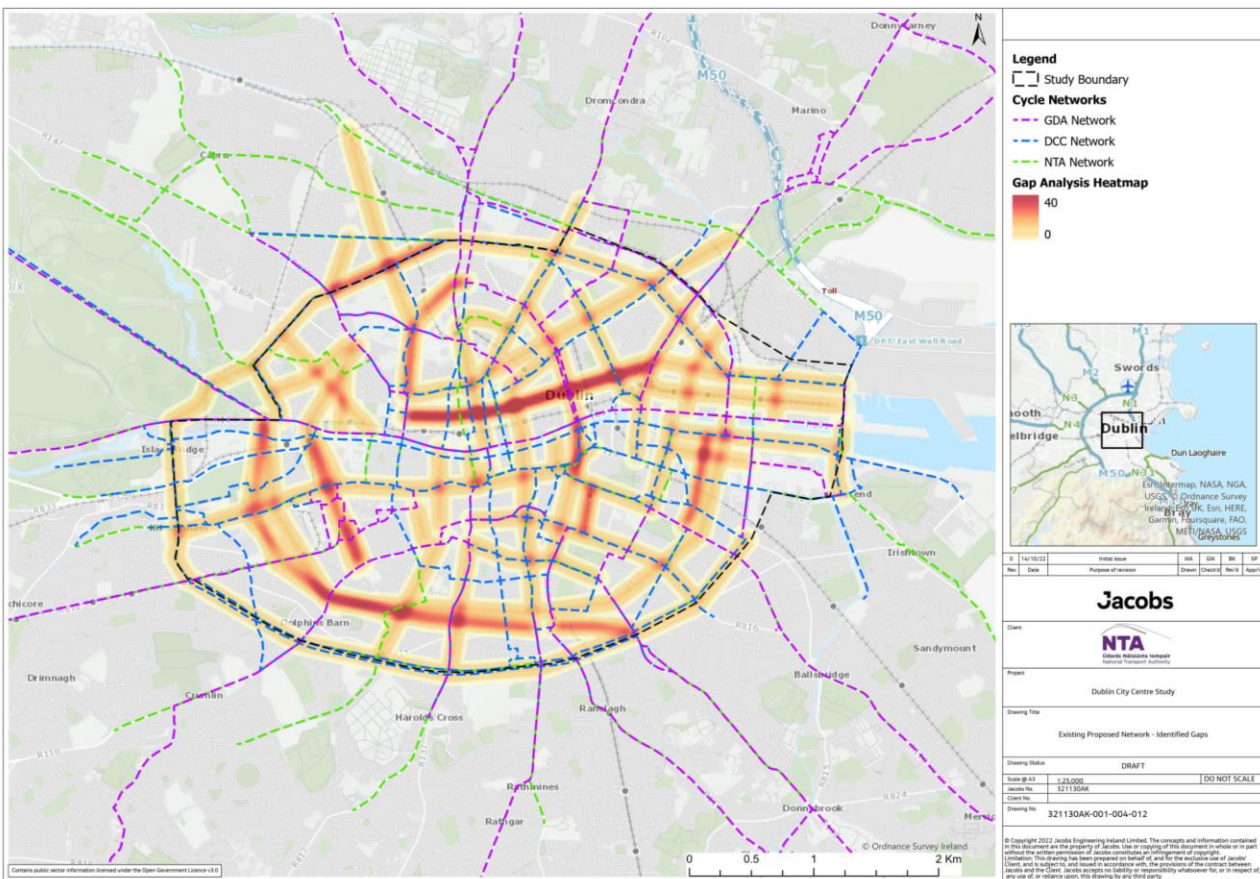 N
Donnycarney
R102
M50
Dromcondra
Marino
R147
Cabra
R806
Toll
M50
DPT/East Wall Road
Dublin
R833
Irishtown
chicore
Dolphins Barn
R816
Sandymount
Drimnagh
Ballsbridge
Crumlin
Harolds Cross
Ranelagh
R110
R117
R815
Rathmines
R824
Rathgar
Donnybrook
R818
R817
© Ordnance Survey Ireland
0 0.5 1 2 Km
Contains public sector information licensed under the Open Government Licence v3.0
Legend
Study Boundary
Cycle Networks
GDA Network
DCC Network
NTA Network
Gap Analysis Heatmap
40
0
M1
Swords
M2
N3
N1
ooth
N4
Dublin
elbridge
Dun Laoghaire
M50
N31
Esri, Intermap, NASA, NGA,
USGS, © Ordnance Survey
Ireland, Esri UK, Esri, HERE,
Bray
Garmin, Foursquare, FAO,
METI/NASA, USGS
Greystones
0 14/10/22 Initial Issue MA GW BK SP
Rev. Date Purpose of revision Drawn Check'd Rev'd Appr'd
Jacobs
Client
NTA
Údarás Náisiúnta Iompair
National Transport Authority
Project
Dublin City Centre Study
Drawing Title
Existing Proposed Network - Identified Gaps
Drawing Status DRAFT
Scale @ A3 1:25,000 DO NOT SCALE
Jacobs No. 321130AK
Client No.
Drawing No. 321130AK-001-004-012
© Copyright 2022 Jacobs Engineering Ireland Limited. The concepts and information contained
in this document are the property of Jacobs. Use or copying of this document in whole or in part
without the written permission of Jacobs constitutes an infringement of copyright.
Limitation: This drawing has been prepared on behalf of, and for the exclusive use of Jacobs'
Client, and is subject to, and issued in accordance with, the provisions of the contract between
Jacobs and the Client. Jacobs accepts no liability or responsibility whatsoever for, or in respect
any use of, or reliance upon, this drawing by any third party.